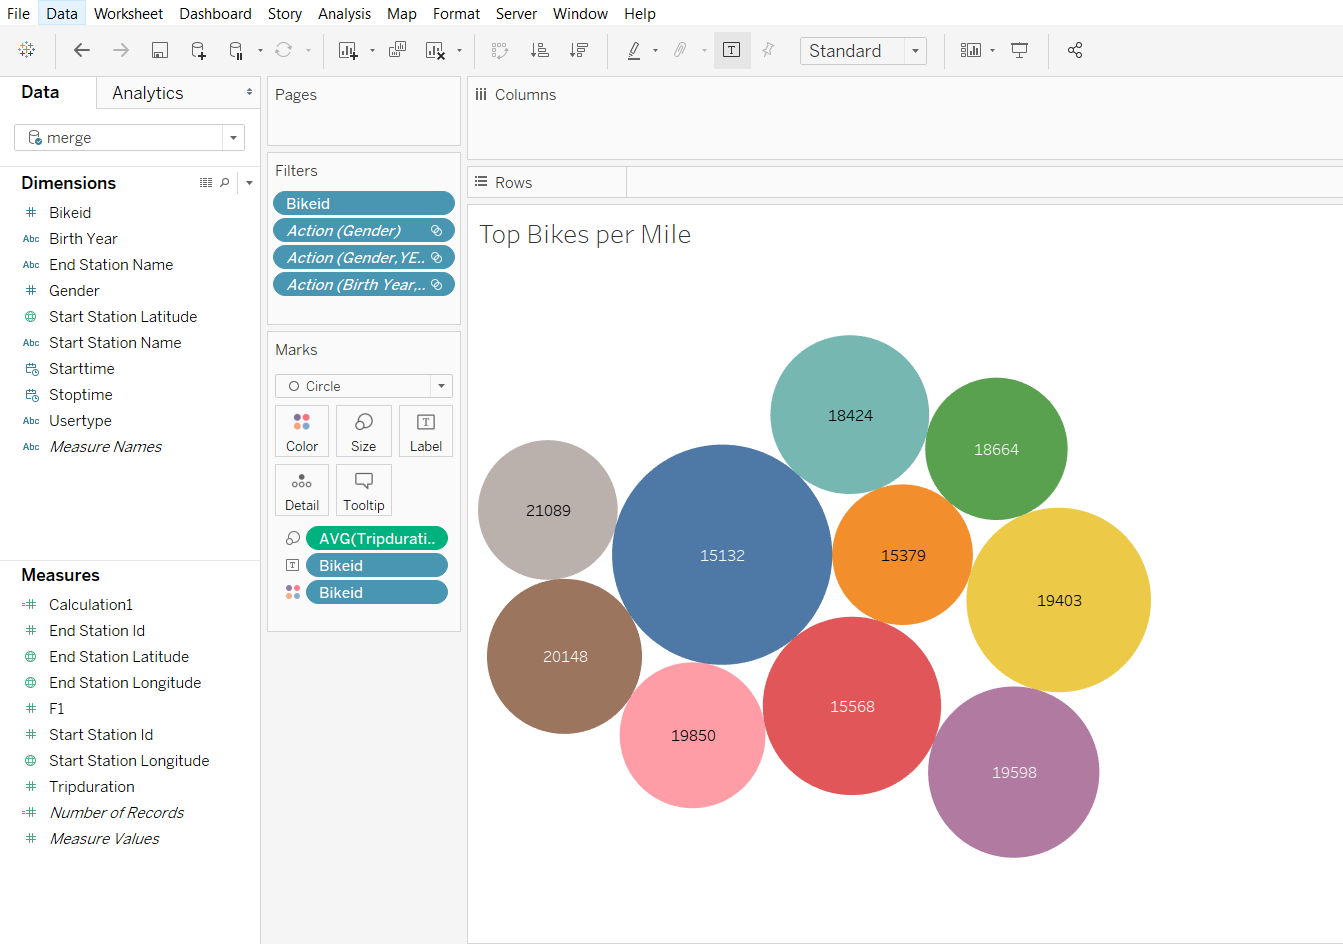 File Data Worksheet Dashboard Story Analysis Map Format Server Window Help
Standard
Data Analytics
merge
Dimensions
Bikeid
Abc Birth Year
Abc End Station Name
Gender
Start Station Latitude
Abc Start Station Name
Starttime
Stoptime
Abc Usertype
Abc Measure Names
Measures
Calculation1
End Station Id
End Station Latitude
End Station Longitude
F1
Start Station Id
Start Station Longitude
Tripduration
Number of Records
Measure Values
Pages
Filters
Bikeid
Action (Gender)
Action (Gender,YE..
Action (Birth Year,..
Marks
Circle
Color Size T Label
Detail Tooltip
AVG(Tripdurati..
T Bikeid
Bikeid
Columns
Rows
Top Bikes per Mile
18424
18664
21089
15132
15379
19403
20148
15568
19850
19598